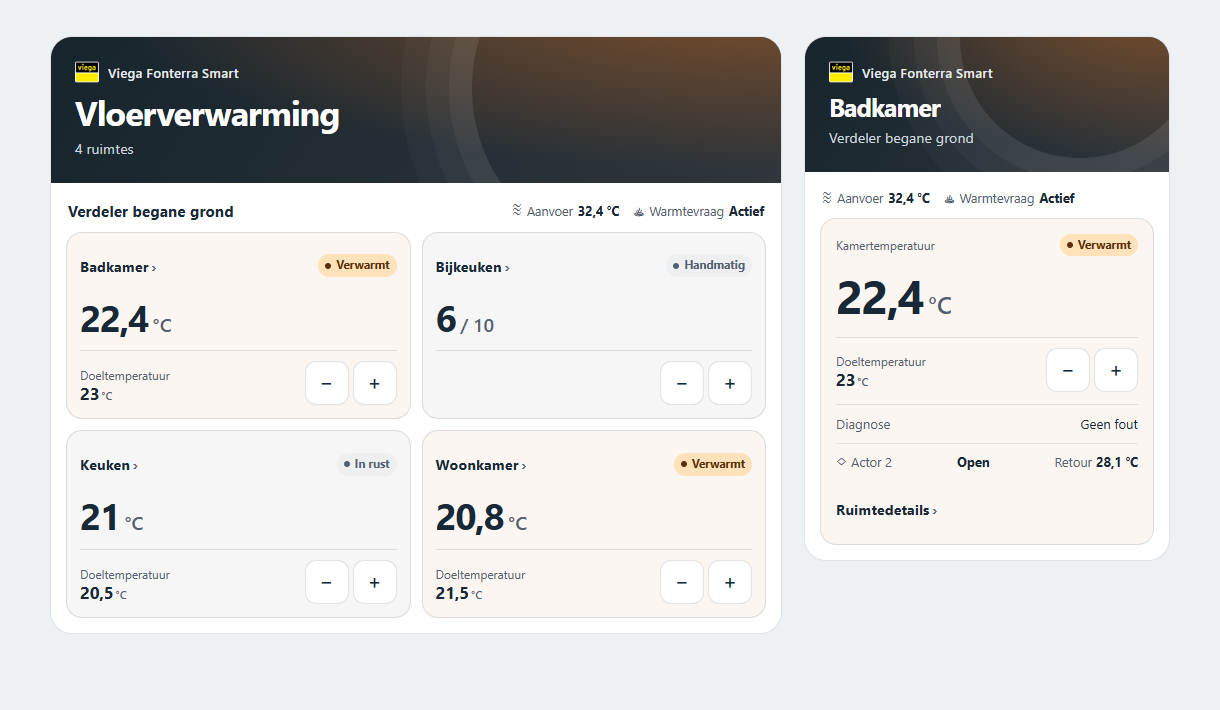 viega Viega Fonterra Smart
Vloerverwarming
4 ruimtes
Verdeler begane grond
Aanvoer 32,4 °C Warmtevraag Actief
Badkamer ›
Verwarmt
22,4 °C
Doeltemperatuur
23 °C
− +
Bijkeuken ›
Handmatig
6 / 10
− +
Keuken ›
In rust
21 °C
Doeltemperatuur
20,5 °C
− +
Woonkamer ›
Verwarmt
20,8 °C
Doeltemperatuur
21,5 °C
− +
viega Viega Fonterra Smart
Badkamer
Verdeler begane grond
Aanvoer 32,4 °C Warmtevraag Actief
Kamertemperatuur
Verwarmt
22,4 °C
Doeltemperatuur
23 °C
− +
Diagnose Geen fout
Actor 2 Open Retour 28,1 °C
Ruimtedetails ›